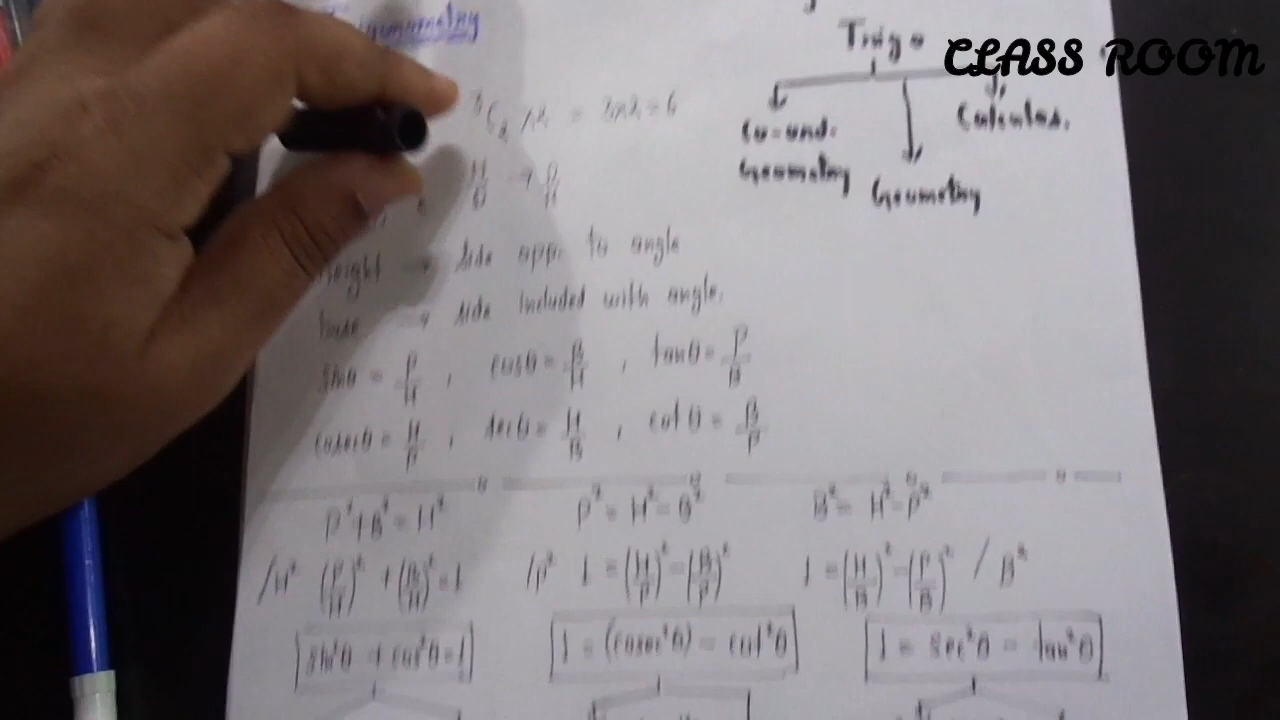 Trigo
CLASS ROOM
Co-ord. Geometry
Geometry
Calculus.
³C₂ × 2 = 3×2 = 6
Height → side opp. to angle
base → side included with angle.
sinθ = P/H , cosθ = B/H , tanθ = P/B
cosecθ = H/P , secθ = H/B , cot θ = B/P
P² + B² = H²
P² = H² – B²
B² = H² – P²
/H² (P/H)² + (B/H)² = 1
/P² 1 = (H/P)² – (B/P)²
1 = (H/B)² – (P/B)² / B²
sin²θ + cos²θ = 1
1 = (cosec²θ) – cot²θ
1 = sec²θ – tan²θ